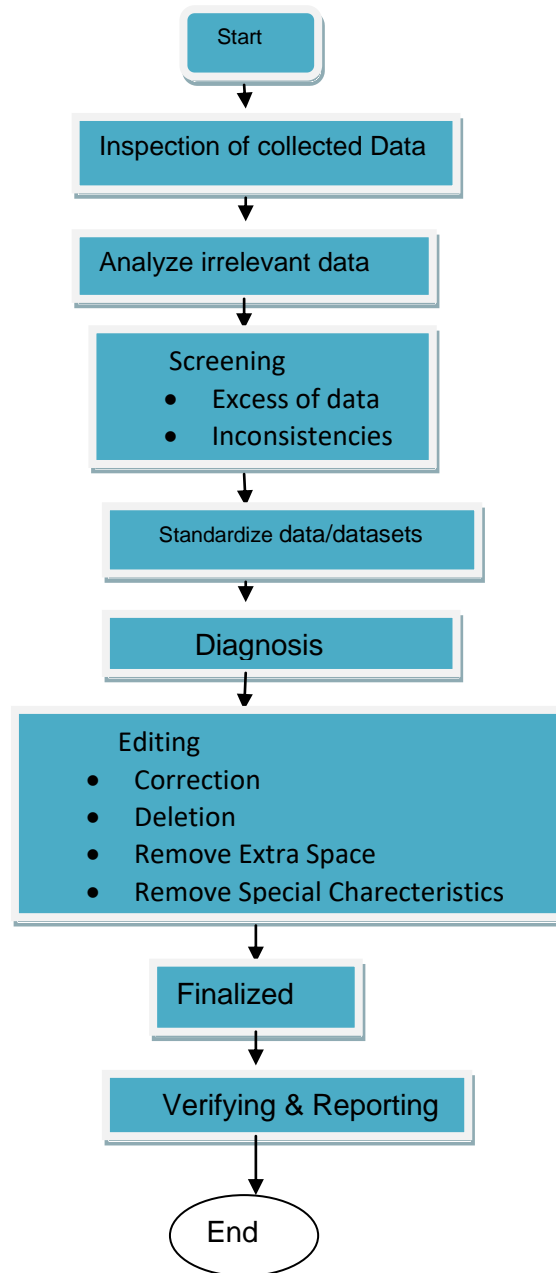 Start
Inspection of collected Data
Analyze irrelevant data
Screening
• Excess of data
• Inconsistencies
Standardize data/datasets
Diagnosis
Editing
• Correction
• Deletion
• Remove Extra Space
• Remove Special Charecteristics
Finalized
Verifying & Reporting
End